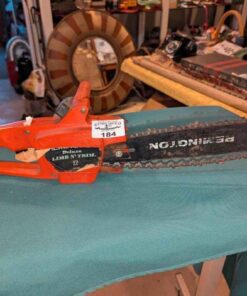 184
Deluxe
LIMB N' TRIM
REMINGTON